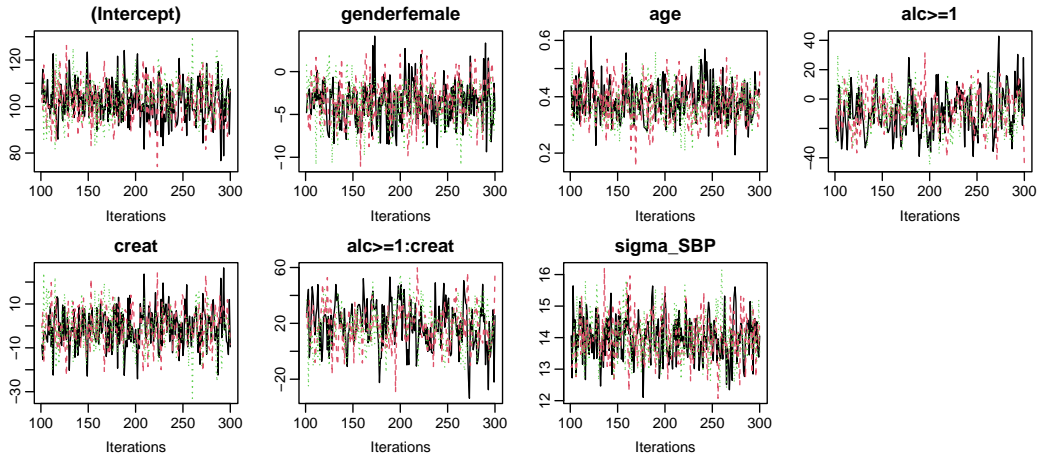 (Intercept)
genderfemale
age
alc>=1
80 100 120
100 150 200 250 300
Iterations
−10 −5 0
100 150 200 250 300
Iterations
0.2 0.4 0.6
100 150 200 250 300
Iterations
−40 0 20 40
100 150 200 250 300
Iterations
creat
alc>=1:creat
sigma_SBP
−30 −10 10
100 150 200 250 300
Iterations
−20 20 60
100 150 200 250 300
Iterations
12 13 14 15 16
100 150 200 250 300
Iterations